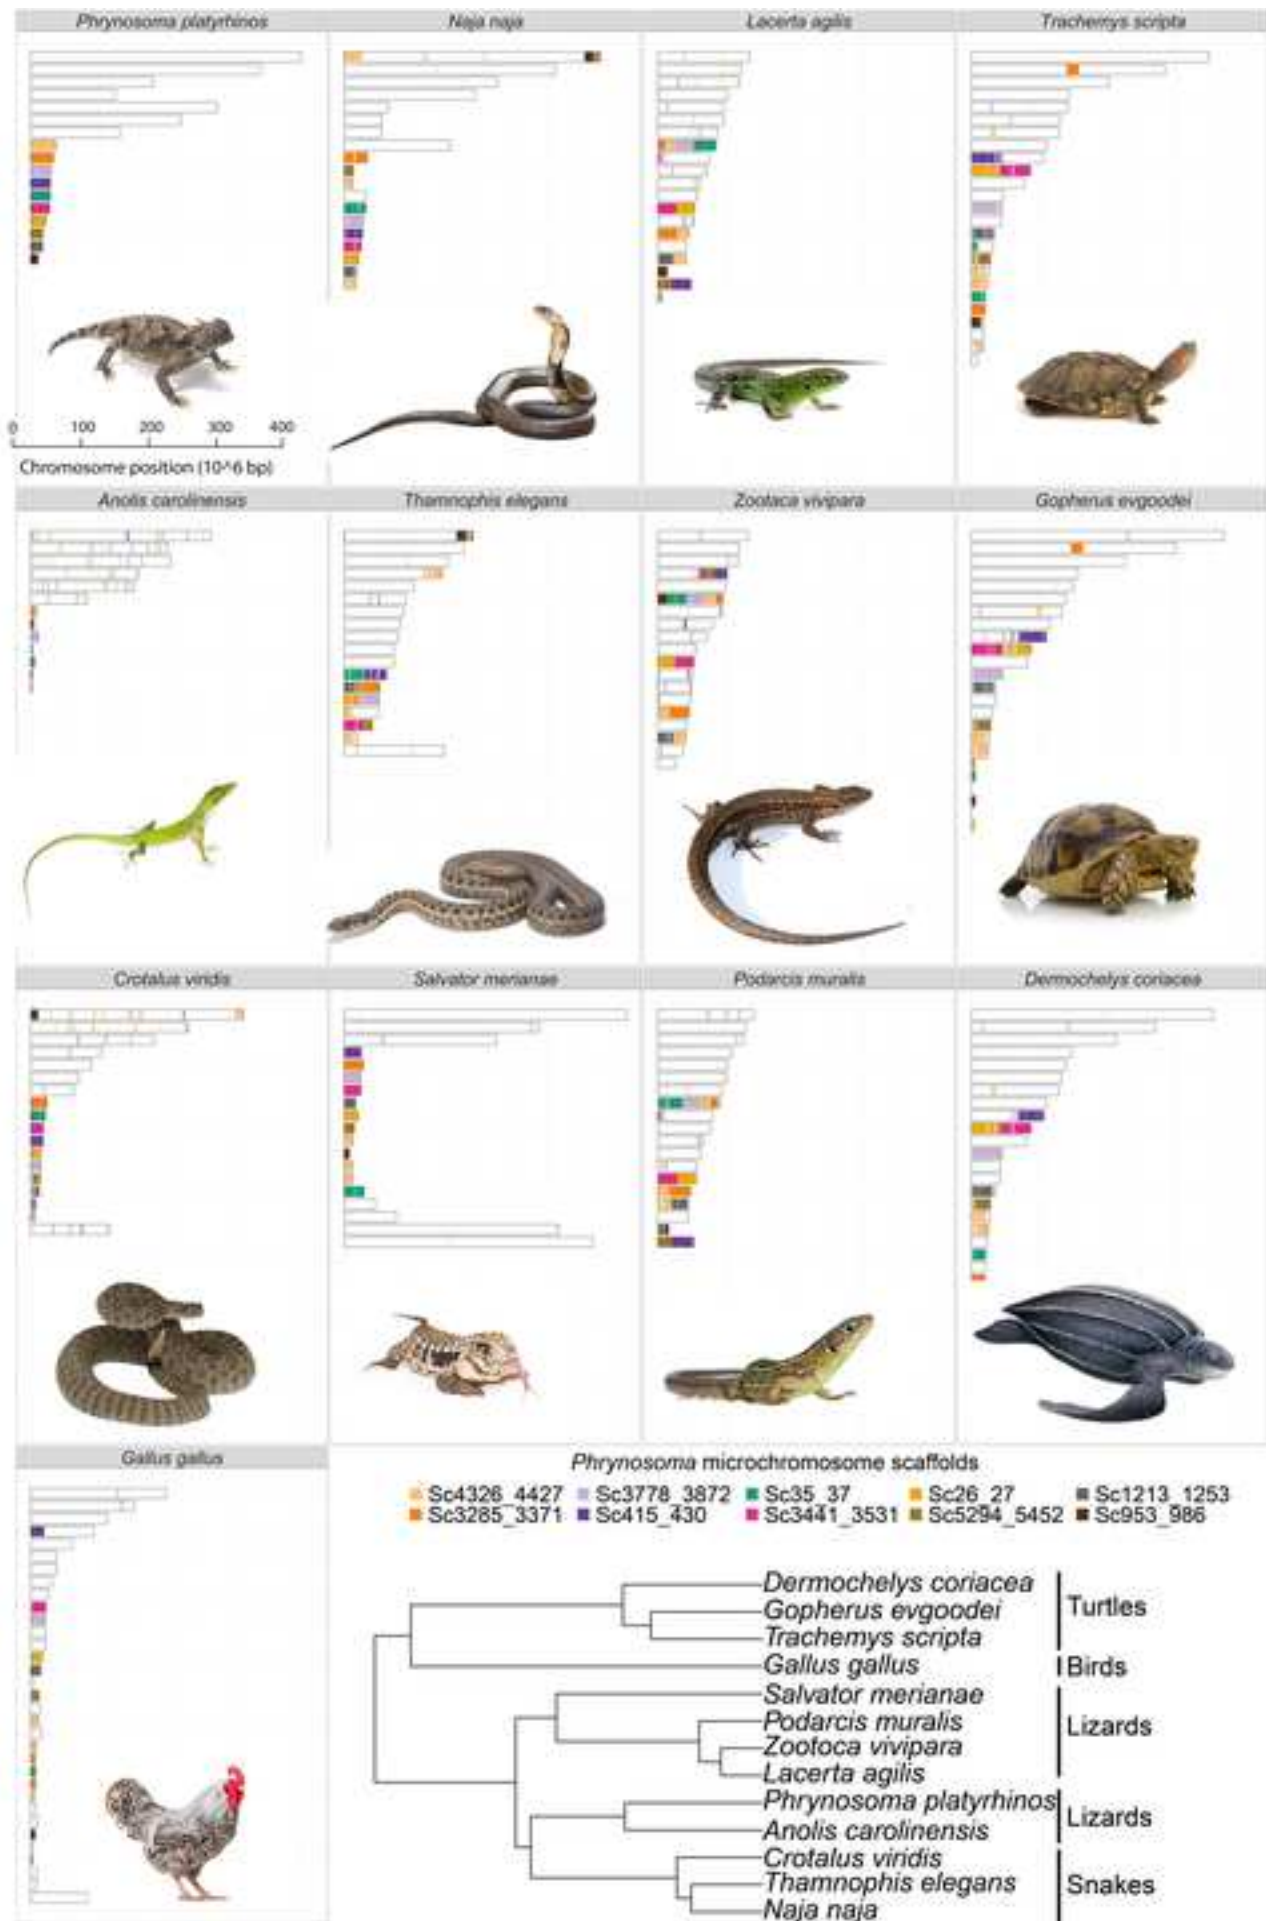 Phrynosoma platyrhinos
Naja naja
Lacerta agilis
Trachemys scripta
0 100 200 300 400
Chromosome position (10^6 bp)
Anolis carolinensis
Thamnophis elegans
Zootaca vivipara
Gopherus evgoodei
Crotalus viridis
Salvator merianae
Podarcis muralis
Dermochelys coriacea
Gallus gallus
Phrynosoma microchromosome scaffolds
Sc4326_4427 Sc3778_3872 Sc35_37 Sc26_27 Sc1213_1253
Sc3285_3371 Sc415_430 Sc3441_3531 Sc5294_5452 Sc953_986
Dermochelys coriacea
Gopherus evgoodei
Trachemys scripta
Turtles
Gallus gallus
Birds
Salvator merianae
Podarcis muralis
Zootoca vivipara
Lacerta agilis
Lizards
Phrynosoma platyrhinos
Anolis carolinensis
Lizards
Crotalus viridis
Thamnophis elegans
Naja naja
Snakes